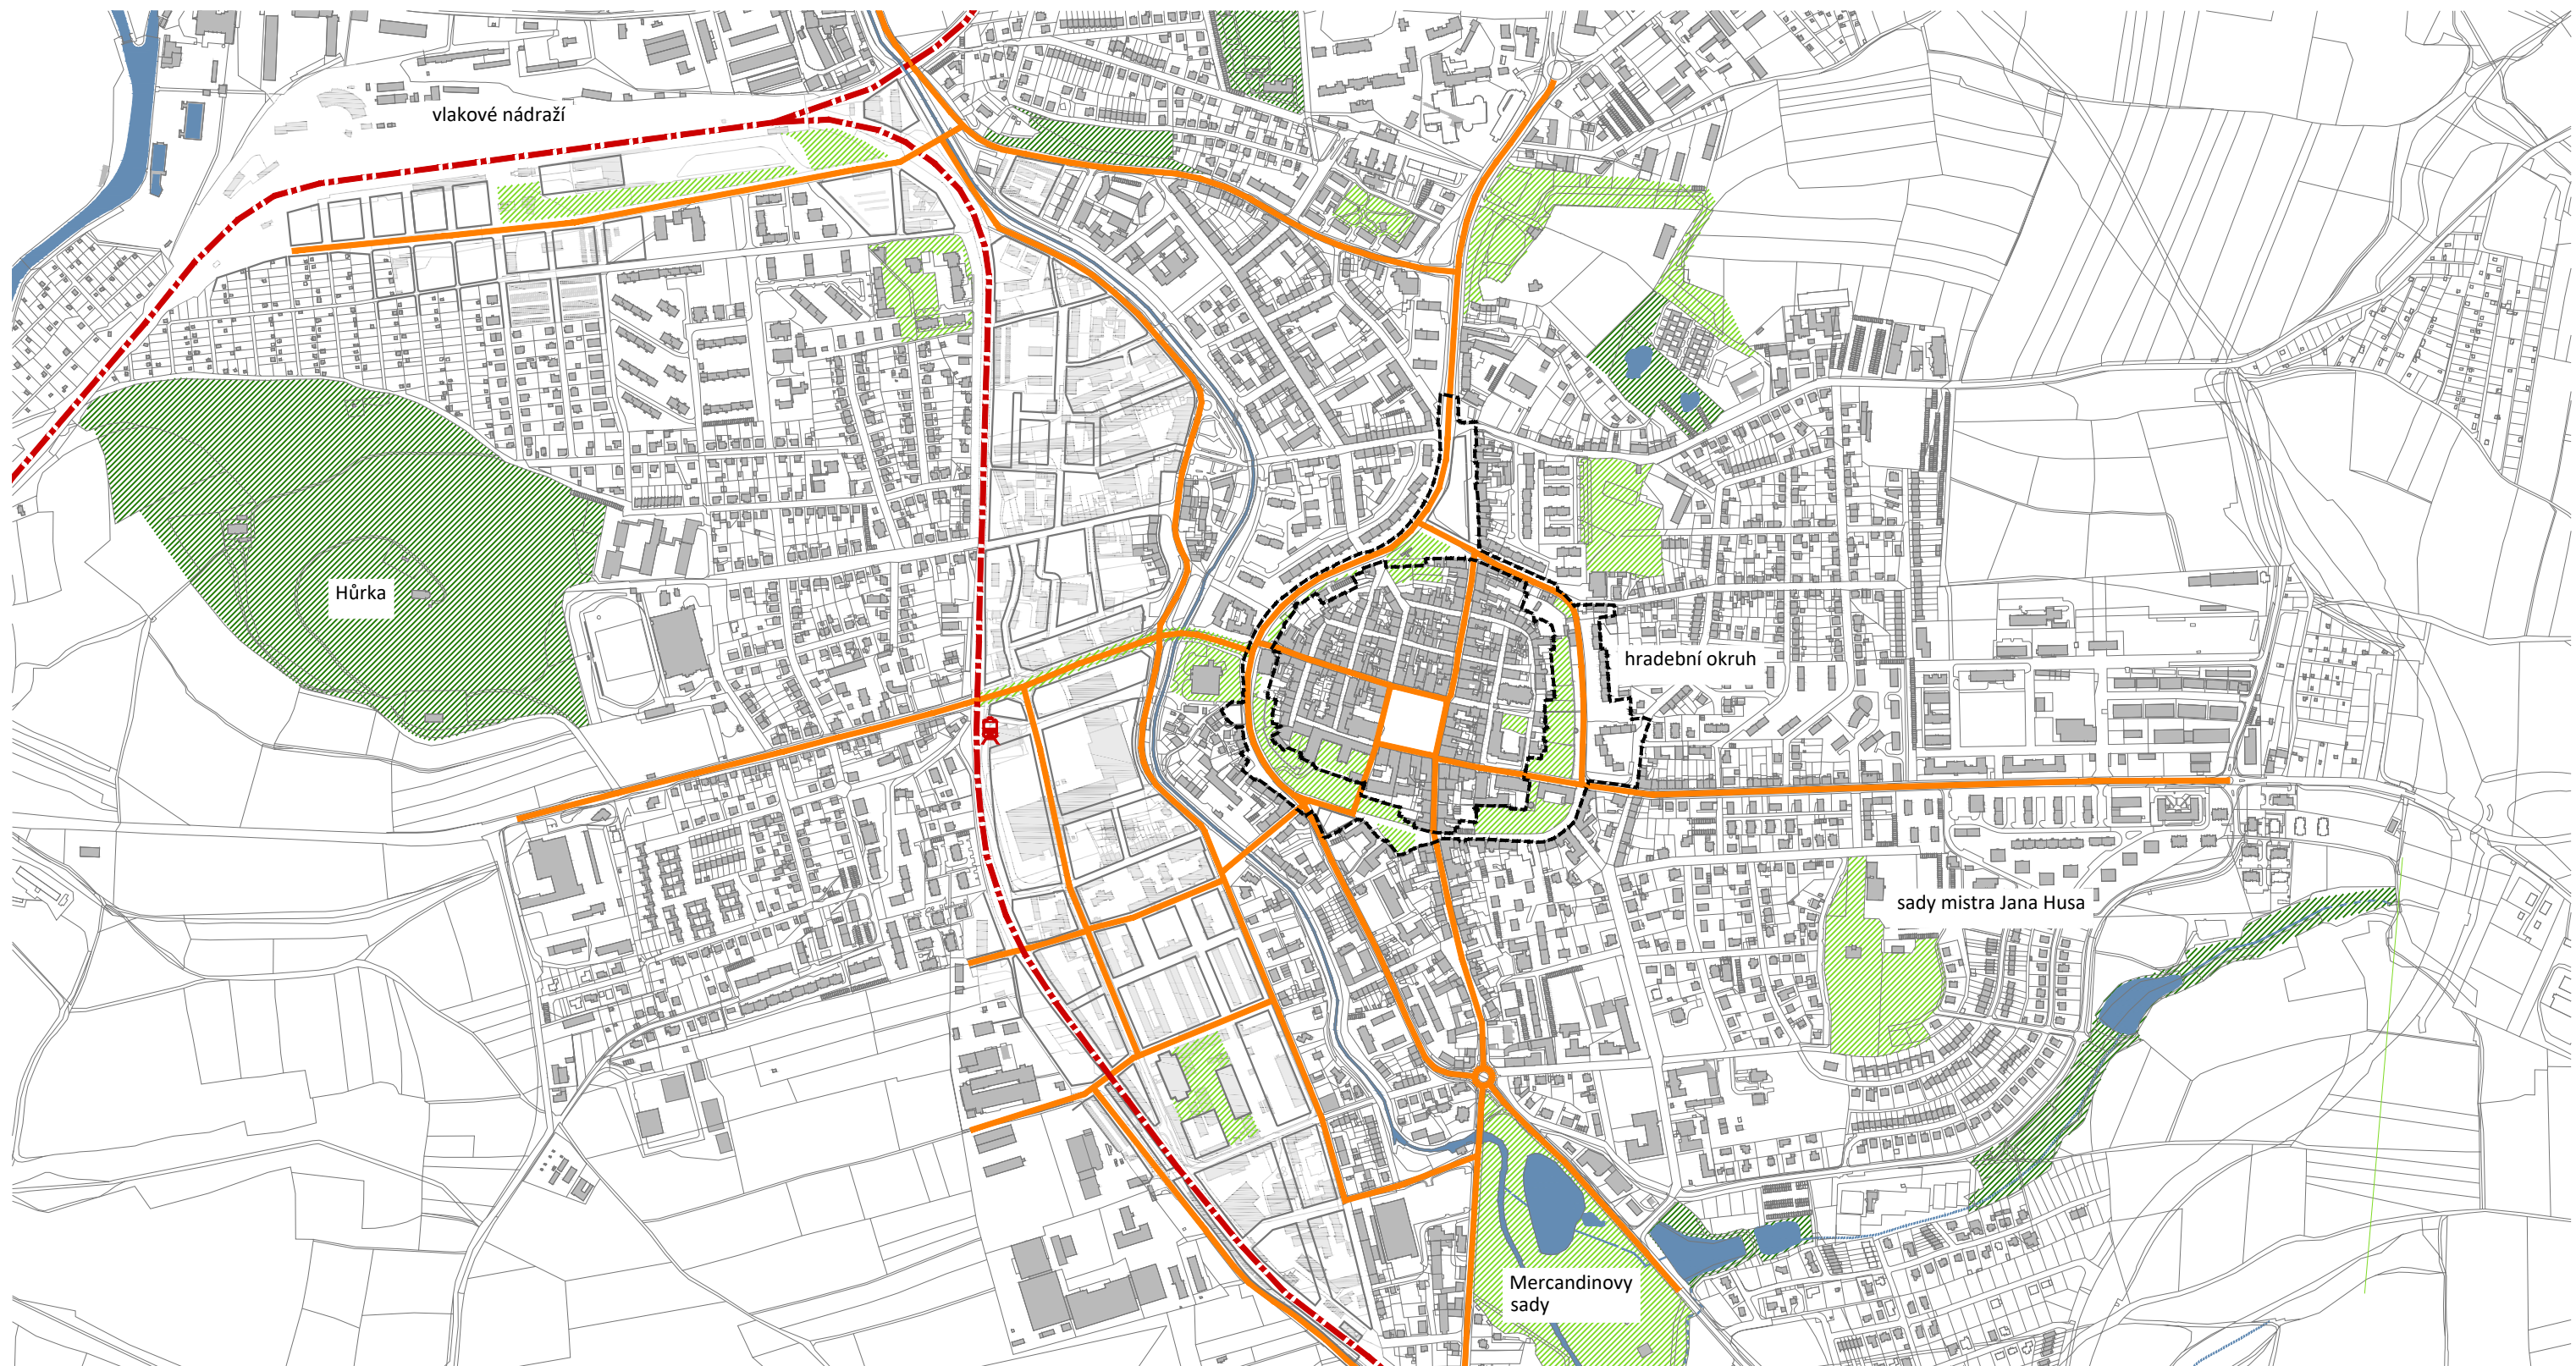 vlakové nádraží
Hůrka
hradební okruh
sady mistra Jana Husa
Mercandinovy
sady